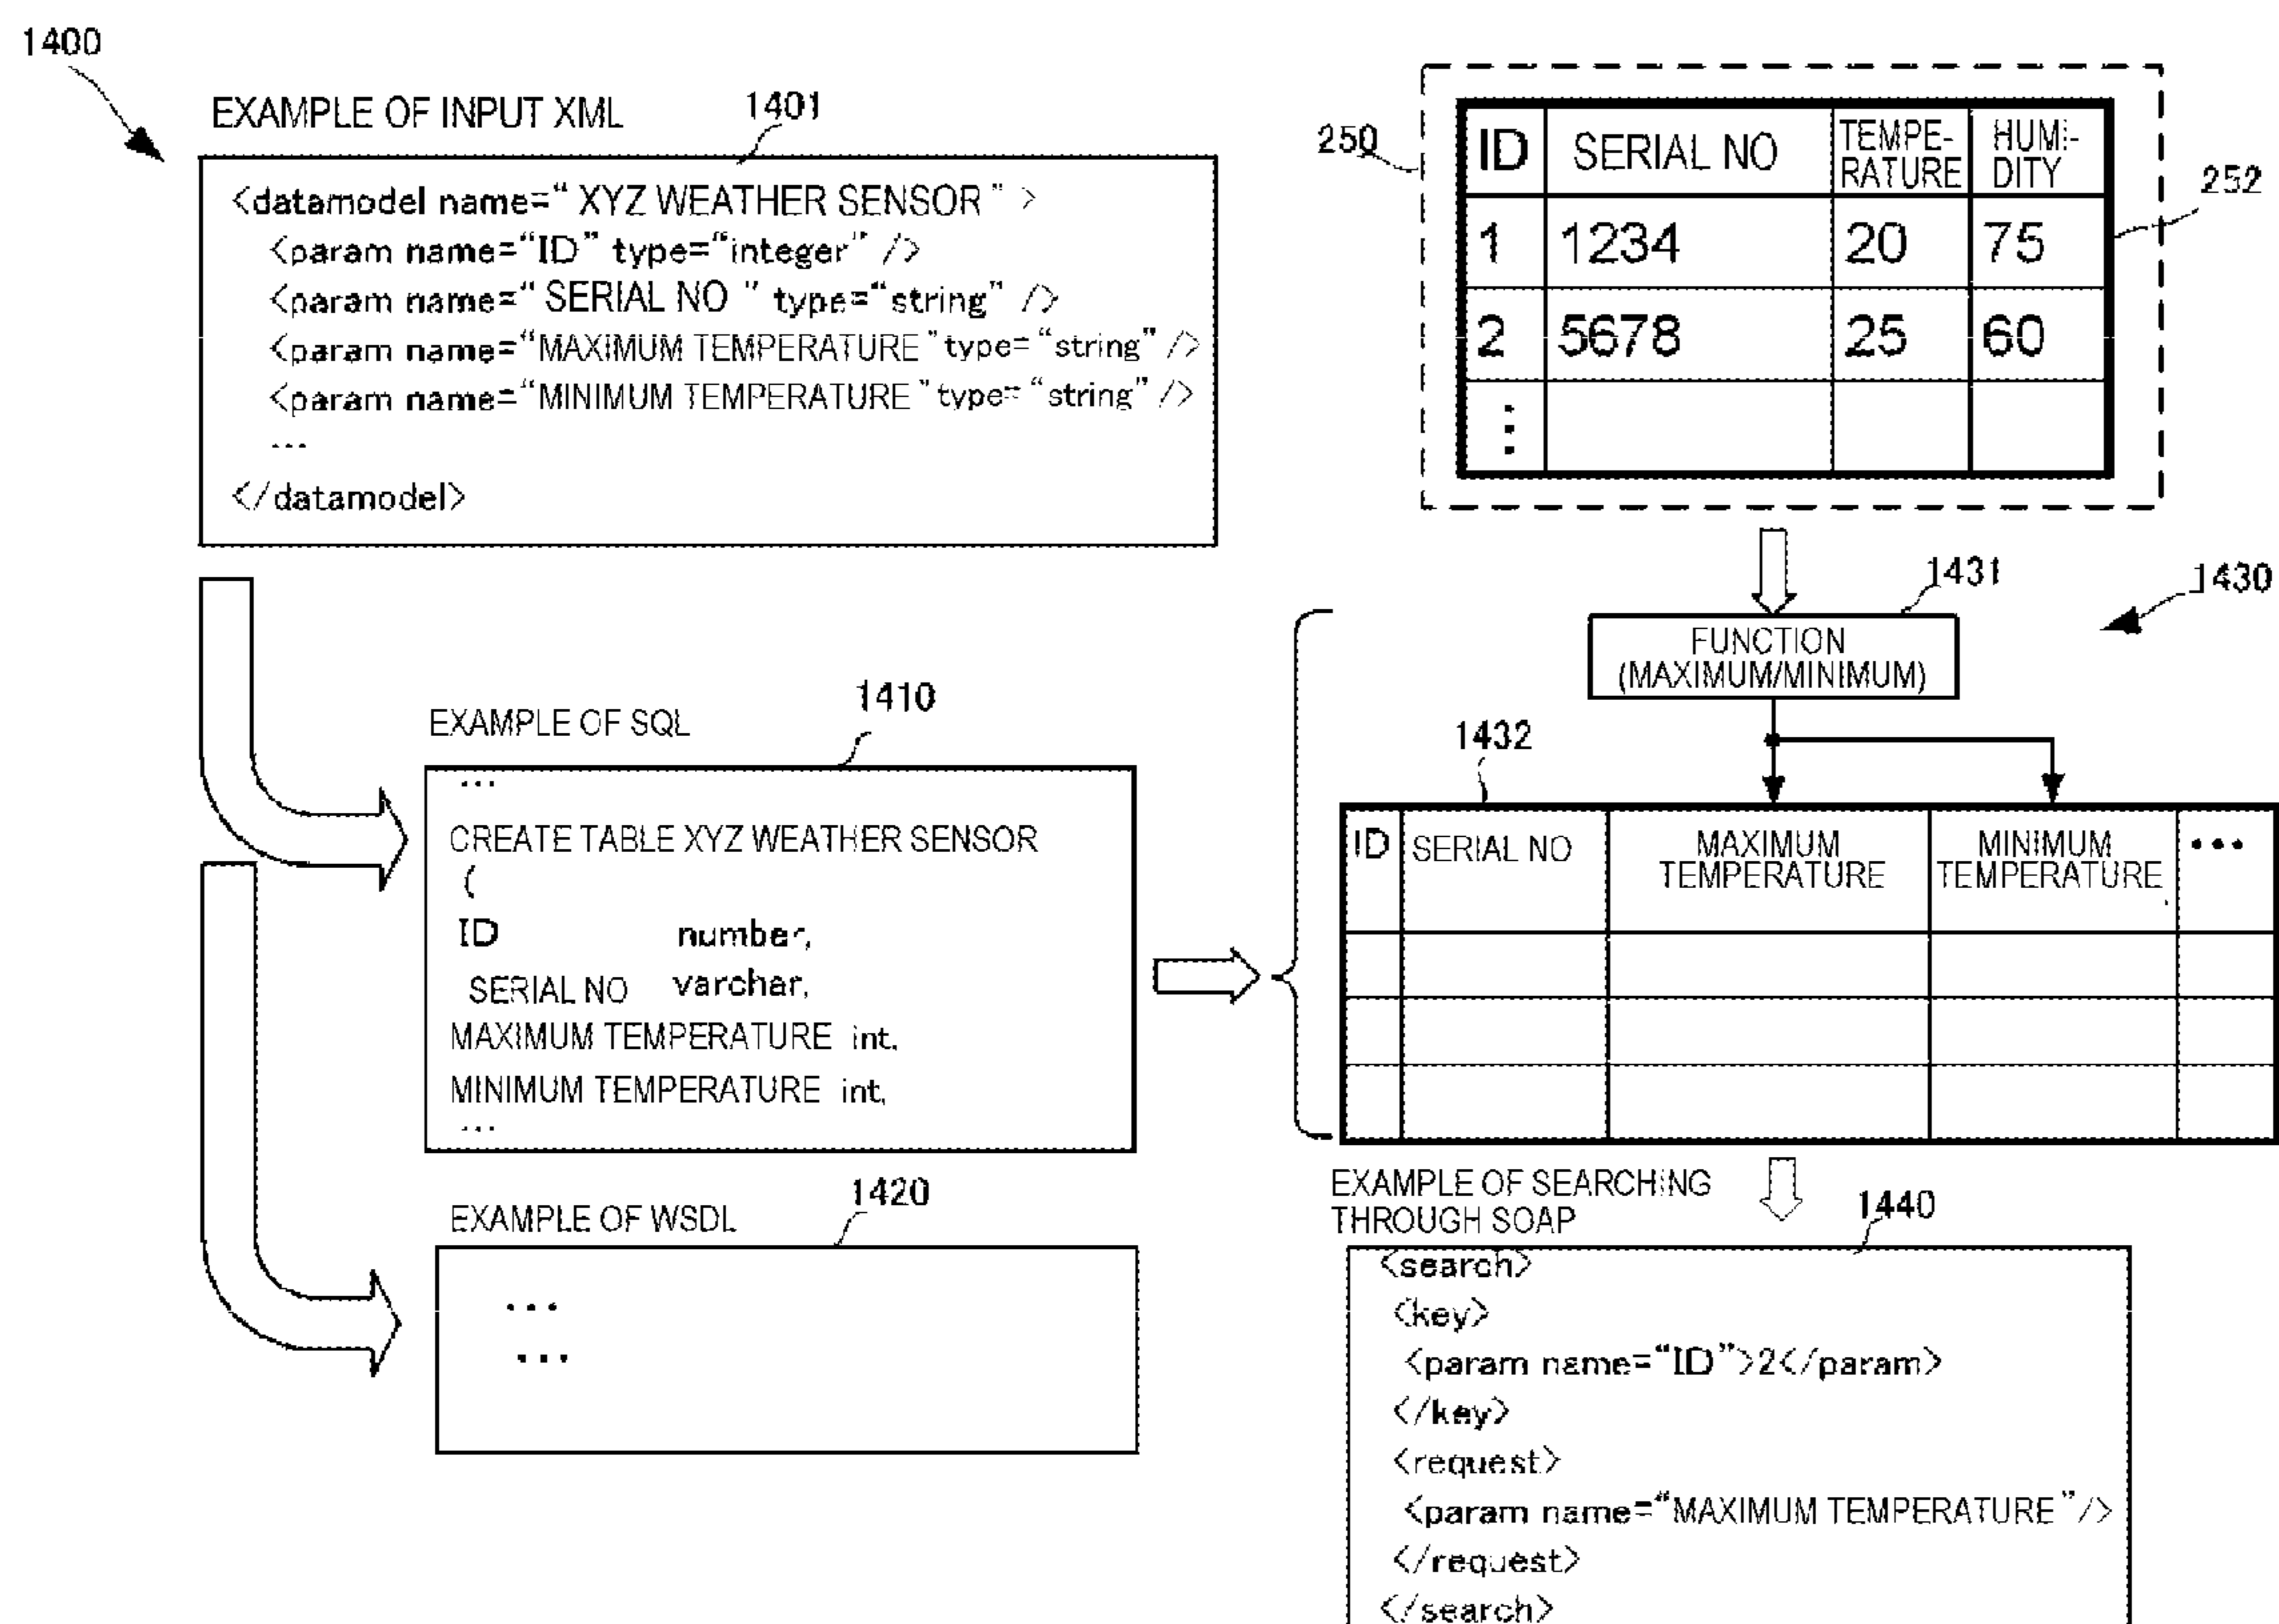 1400
EXAMPLE OF INPUT XML
1401
<datamodel name=“ XYZ WEATHER SENSOR ” >
<param name=“ID” type=“integer” />
<param name=“ SERIAL NO ” type=“string” />
<param name=“MAXIMUM TEMPERATURE ” type=“string” />
<param name=“MINIMUM TEMPERATURE ” type=“string” />
...
</datamodel>
250
ID SERIAL NO TEMPE- HUMI-
RATURE DITY
1 1234 20 75
2 5678 25 60
⋮
252
1431
1430
FUNCTION
(MAXIMUM/MINIMUM)
EXAMPLE OF SQL
1410
...
CREATE TABLE XYZ WEATHER SENSOR
(
ID number,
SERIAL NO varchar,
MAXIMUM TEMPERATURE int,
MINIMUM TEMPERATURE int,
...
1432
ID SERIAL NO MAXIMUM MINIMUM ...
TEMPERATURE TEMPERATURE
EXAMPLE OF WSDL
1420
...
...
EXAMPLE OF SEARCHING
THROUGH SOAP
1440
<search>
<key>
<param name=“ID”>2</param>
</key>
<request>
<param name=“MAXIMUM TEMPERATURE ”/>
</request>
</search>